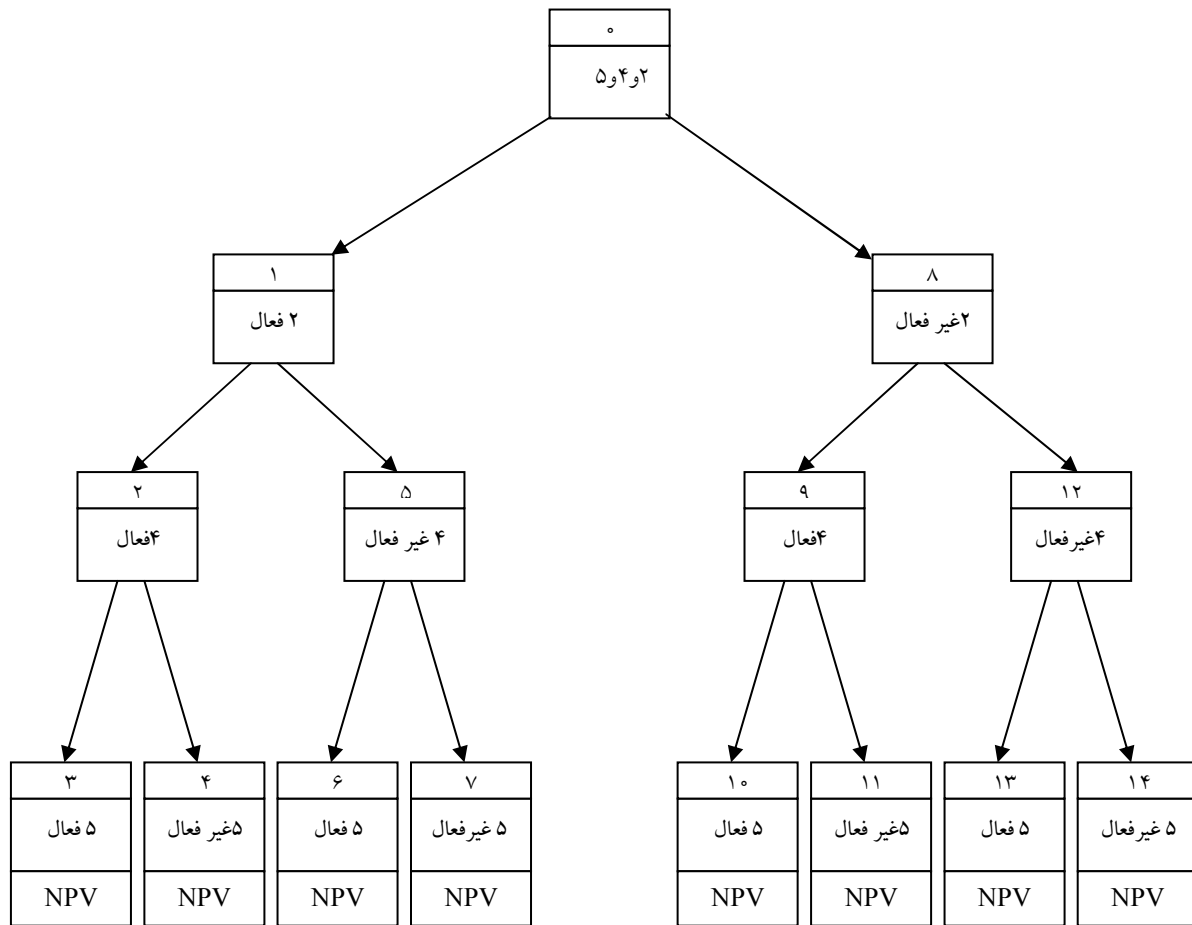 ۰
۲و۴و۵
۱
۲ فعال
۸
۲غیر فعال
۲
۴فعال
۵
۴ غیر فعال
۹
۴فعال
۱۲
۴غیرفعال
۳
۵ فعال
NPV
۴
۵غیر فعال
NPV
۶
۵ فعال
NPV
۷
۵ غیرفعال
NPV
۱۰
۵ فعال
NPV
۱۱
۵غیر فعال
NPV
۱۳
۵ فعال
NPV
۱۴
۵ غیرفعال
NPV